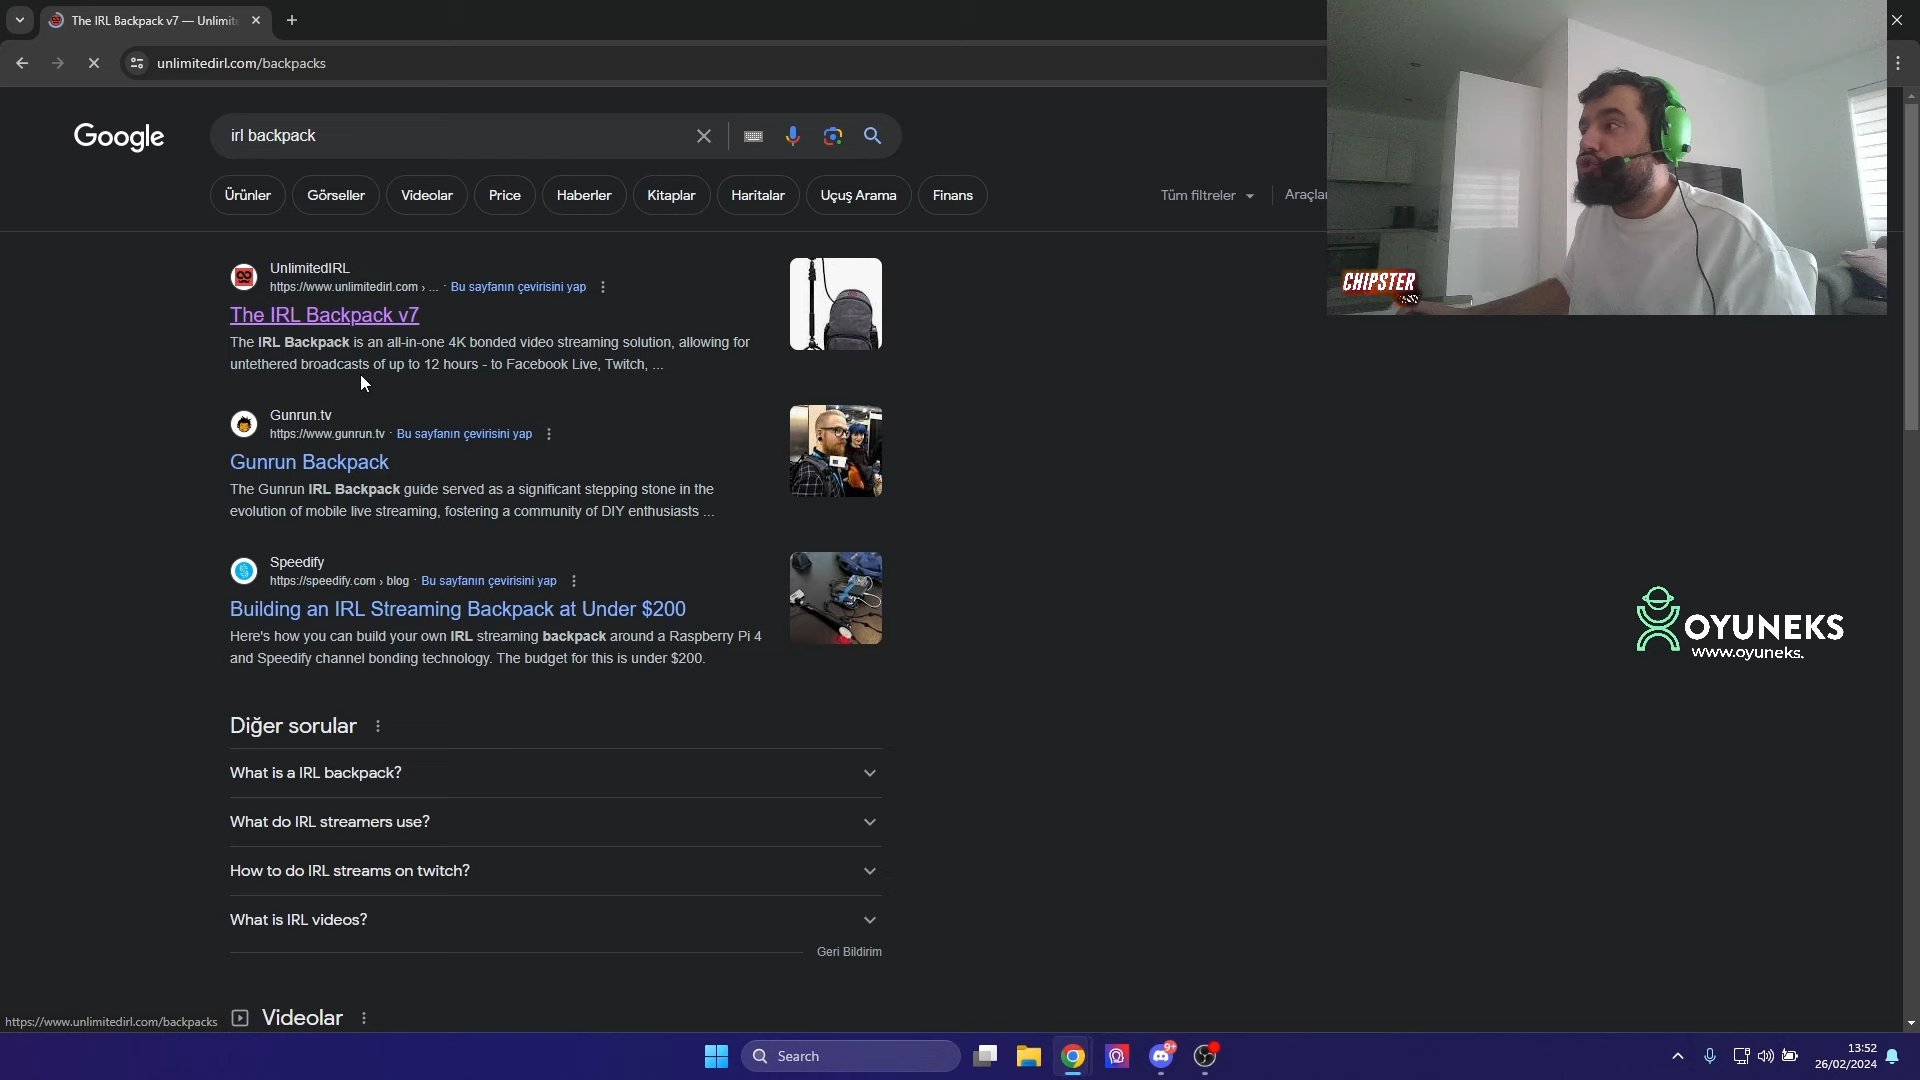 The IRL Backpack v7 — Unlimite
unlimitedirl.com/backpacks
Google
irl backpack
Ürünler
Görseller
Videolar
Price
Haberler
Kitaplar
Haritalar
Uçuş Arama
Finans
Tüm filtreler
Araçlar
CHIPSTER
UnlimitedIRL
https://www.unlimitedirl.com › ... · Bu sayfanın çevirisini yap
The IRL Backpack v7
The IRL Backpack is an all-in-one 4K bonded video streaming solution, allowing for
untethered broadcasts of up to 12 hours - to Facebook Live, Twitch, ...
Gunrun.tv
https://www.gunrun.tv · Bu sayfanın çevirisini yap
Gunrun Backpack
The Gunrun IRL Backpack guide served as a significant stepping stone in the
evolution of mobile live streaming, fostering a community of DIY enthusiasts ...
Speedify
https://speedify.com › blog · Bu sayfanın çevirisini yap
Building an IRL Streaming Backpack at Under $200
Here's how you can build your own IRL streaming backpack around a Raspberry Pi 4
and Speedify channel bonding technology. The budget for this is under $200.
OYUNEKS
www.oyuneks.
Diğer sorular
What is a IRL backpack?
What do IRL streamers use?
How to do IRL streams on twitch?
What is IRL videos?
Geri Bildirim
Videolar
https://www.unlimitedirl.com/backpacks
Search
9+
13:52
26/02/2024